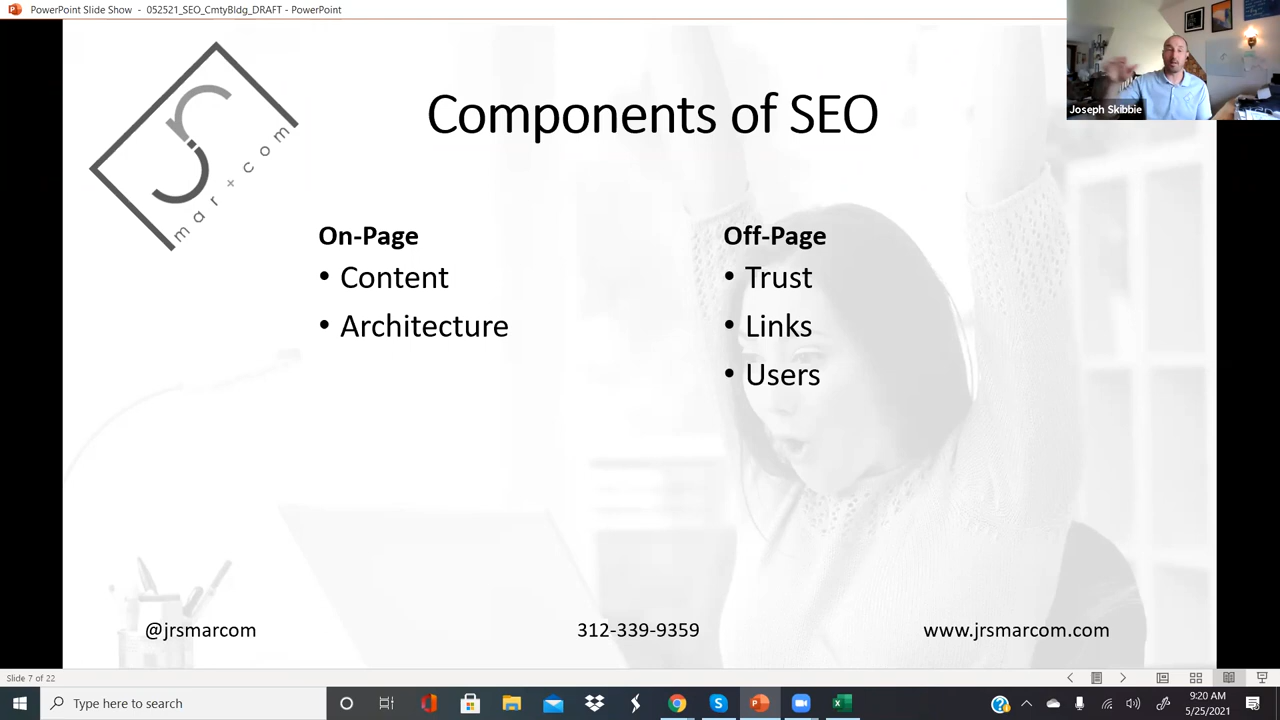 PowerPoint Slide Show - 052521_SEO_CmtyBldg_DRAFT - PowerPoint
Joseph Skibbie
jr
mar+com
Components of SEO
On-Page
• Content
• Architecture
Off-Page
• Trust
• Links
• Users
@jrsmarcom
312-339-9359
www.jrsmarcom.com
Slide 7 of 22
Type here to search
9:20 AM
5/25/2021